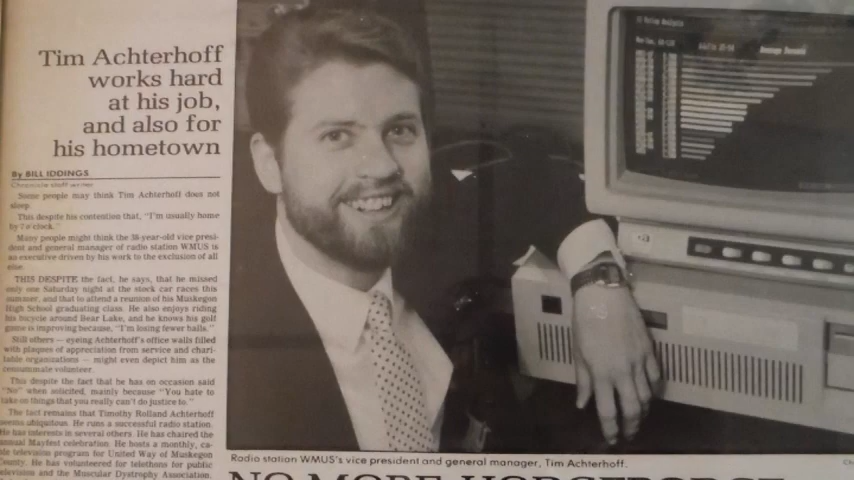 Tim Achterhoff
works hard
at his job,
and also for
his hometown
By BILL IDDINGS
Chronicle staff writer
Some people may think Tim Achterhoff does not
sleep.
This despite his contention that, "I'm usually home
by 7 o'clock."
Many people might think the 38-year-old vice presi-
dent and general manager of radio station WMUS is
an executive driven by his work to the exclusion of all
else.
THIS DESPITE the fact, he says, that he missed
only one Saturday night at the stock car races this
summer, and that to attend a reunion of his Muskegon
High School graduating class. He also enjoys riding
his bicycle around Bear Lake, and he knows his golf
game is improving because, "I'm losing fewer balls."
Still others — eyeing Achterhoff's office walls filled
with plaques of appreciation from service and chari-
table organizations — might even depict him as the
consummate volunteer.
This despite the fact that he has on occasion said
"No" when solicited, mainly because "You hate to
take on things that you really can't do justice to."
The fact remains that Timothy Rolland Achterhoff
seems ubiquitous. He runs a successful radio station.
He has interests in several others. He has chaired the
annual Mayfest celebration. He hosts a monthly, ca-
ble television program for United Way of Muskegon
County. He has volunteered for telethons for public
television and the Muscular Dystrophy Association.
Radio station WMUS's vice president and general manager, Tim Achterhoff.